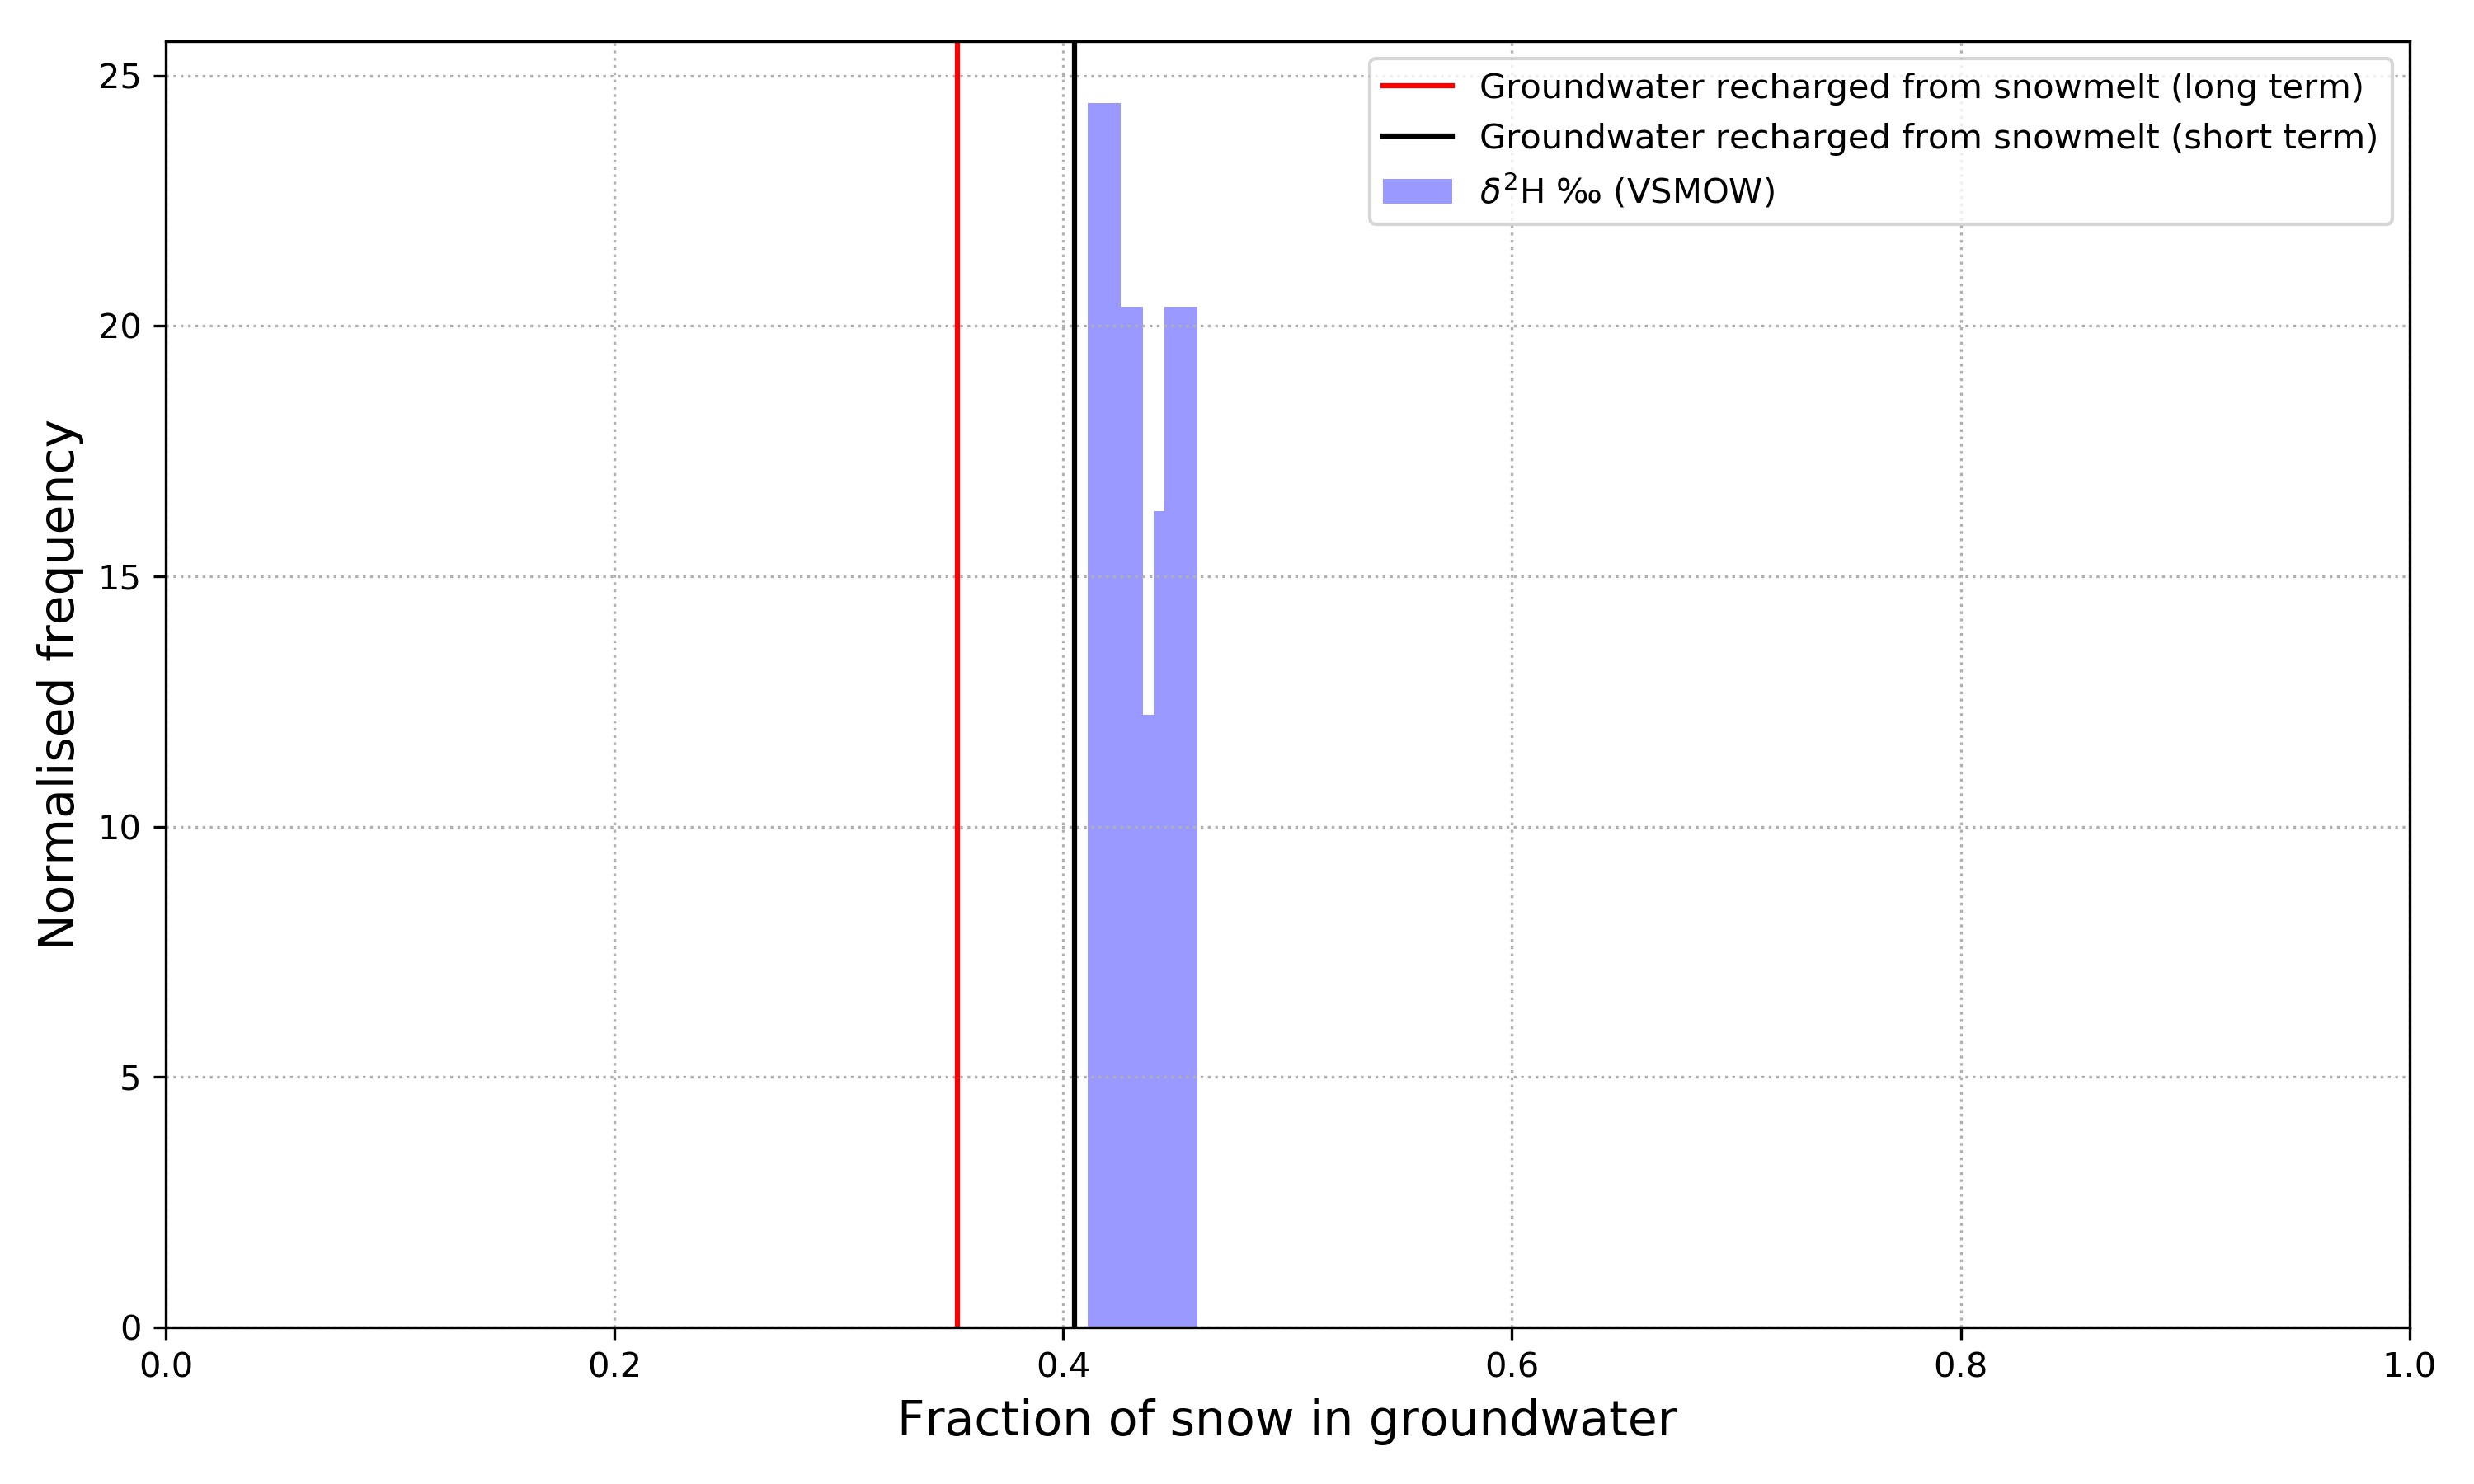 25
20
15
10
5
0
0.0
0.2
0.4
0.6
0.8
1.0
Normalised frequency
Fraction of snow in groundwater
Groundwater recharged from snowmelt (long term)
Groundwater recharged from snowmelt (short term)
δ²H ‰ (VSMOW)